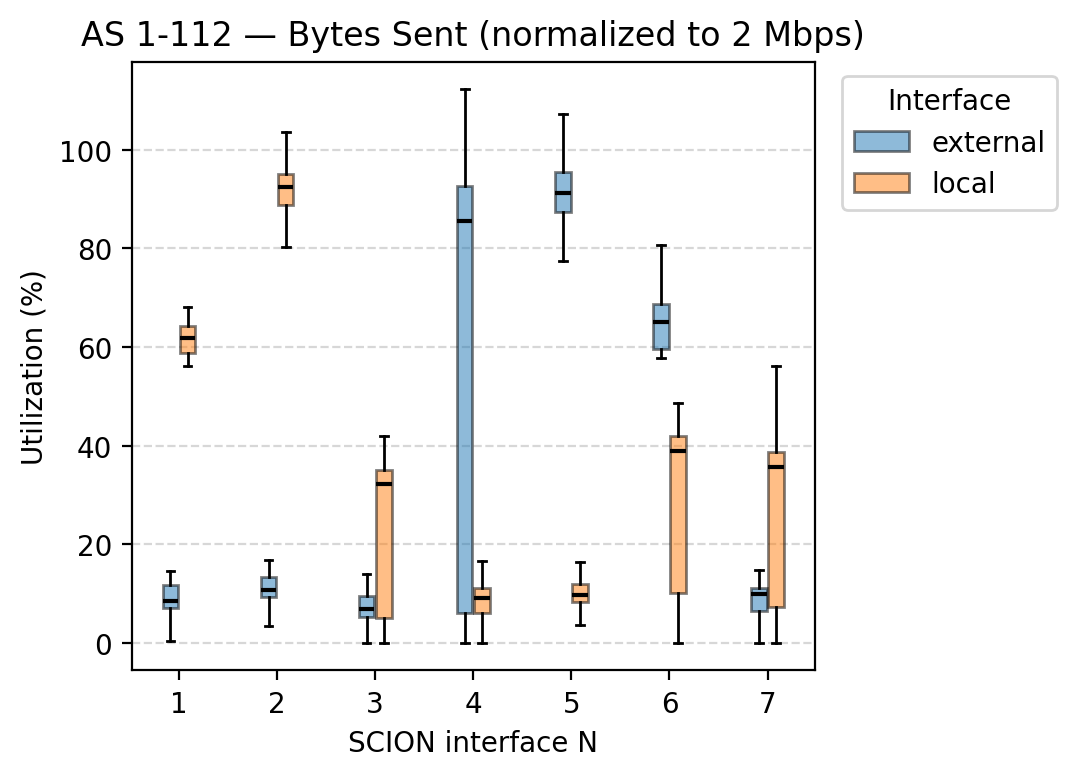 AS 1-112 — Bytes Sent (normalized to 2 Mbps)
Interface
external
local
Utilization (%)
100
80
60
40
20
0
1 2 3 4 5 6 7
SCION interface N